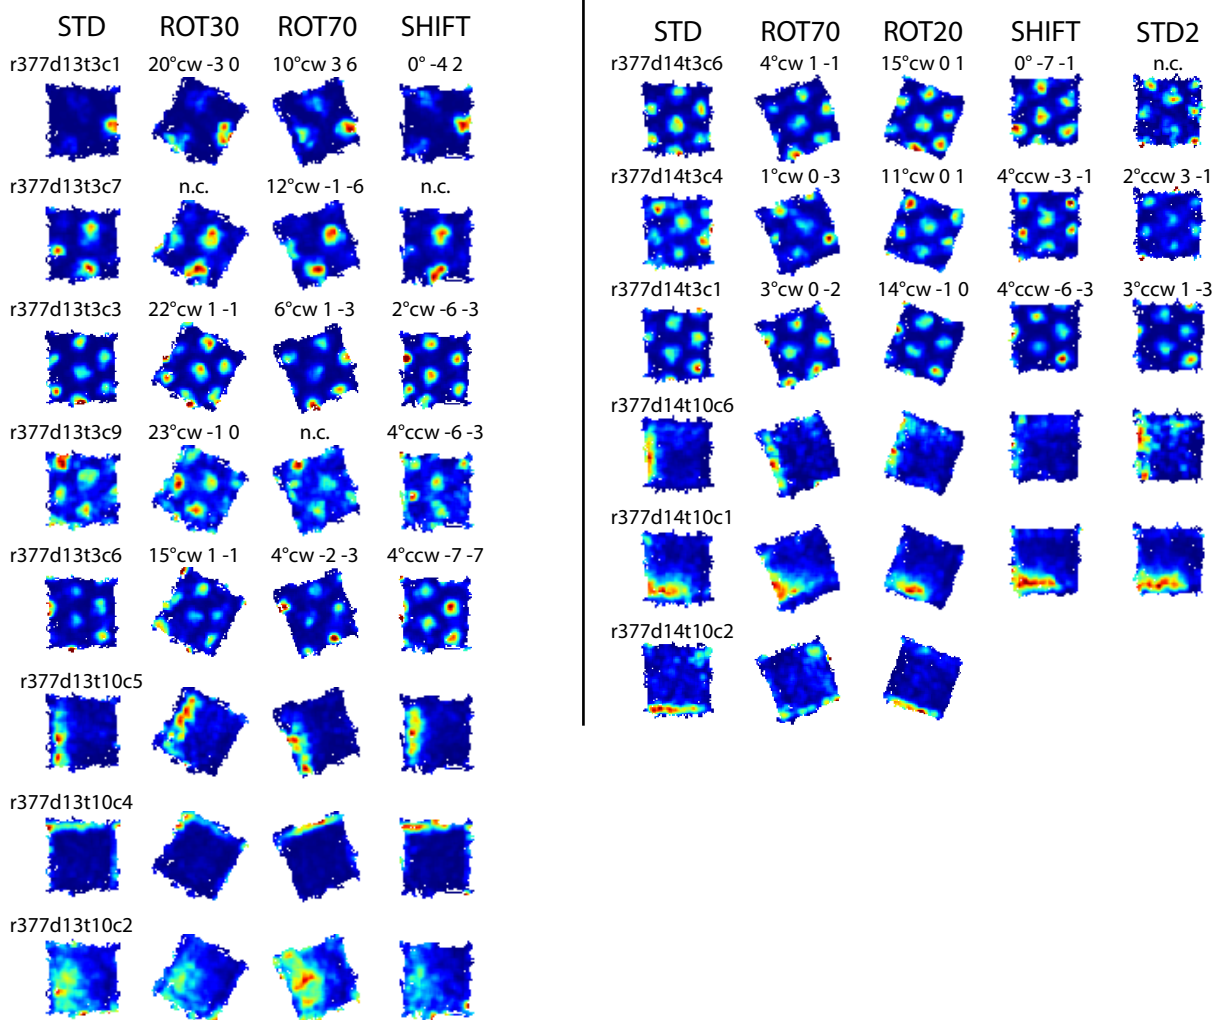 STD ROT30 ROT70 SHIFT
r377d13t3c1 20°cw -3 0 10°cw 3 6 0° -4 2
r377d13t3c7 n.c. 12°cw -1 -6 n.c.
r377d13t3c3 22°cw 1 -1 6°cw 1 -3 2°cw -6 -3
r377d13t3c9 23°cw -1 0 n.c. 4°ccw -6 -3
r377d13t3c6 15°cw 1 -1 4°cw -2 -3 4°ccw -7 -7
r377d13t10c5
r377d13t10c4
r377d13t10c2
STD ROT70 ROT20 SHIFT STD2
r377d14t3c6 4°cw 1 -1 15°cw 0 1 0° -7 -1 n.c.
r377d14t3c4 1°cw 0 -3 11°cw 0 1 4°ccw -3 -1 2°ccw 3 -1
r377d14t3c1 3°cw 0 -2 14°cw -1 0 4°ccw -6 -3 3°ccw 1 -3
r377d14t10c6
r377d14t10c1
r377d14t10c2